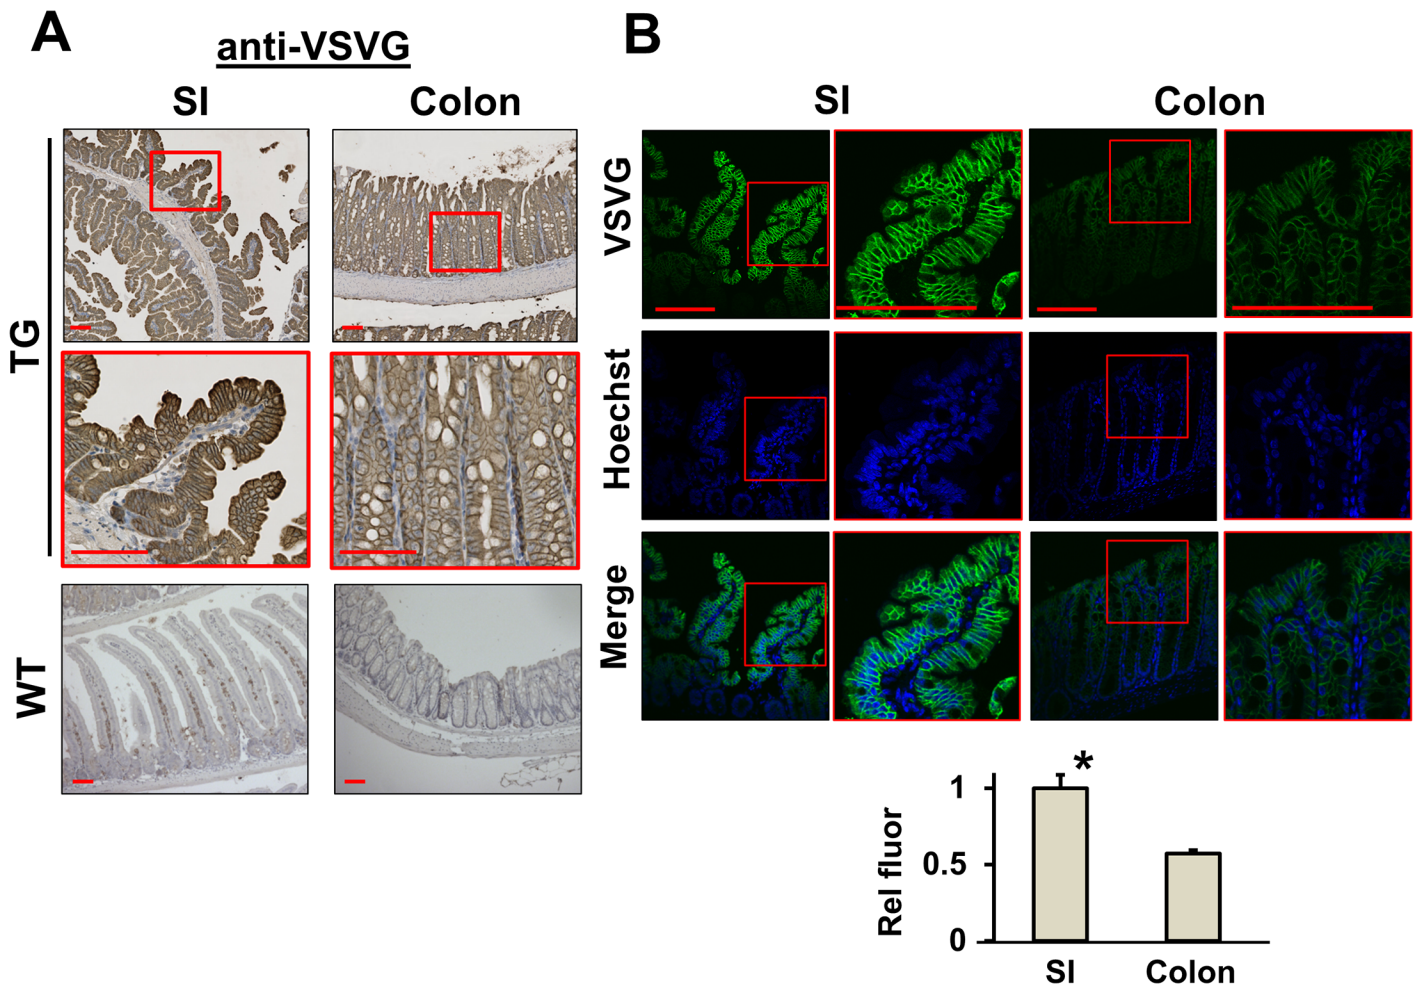 A
anti-VSVG
SI Colon
TG
WT
B
SI Colon
VSVG
Hoechst
Merge
Rel fluor
1
0.5
0
*
SI Colon